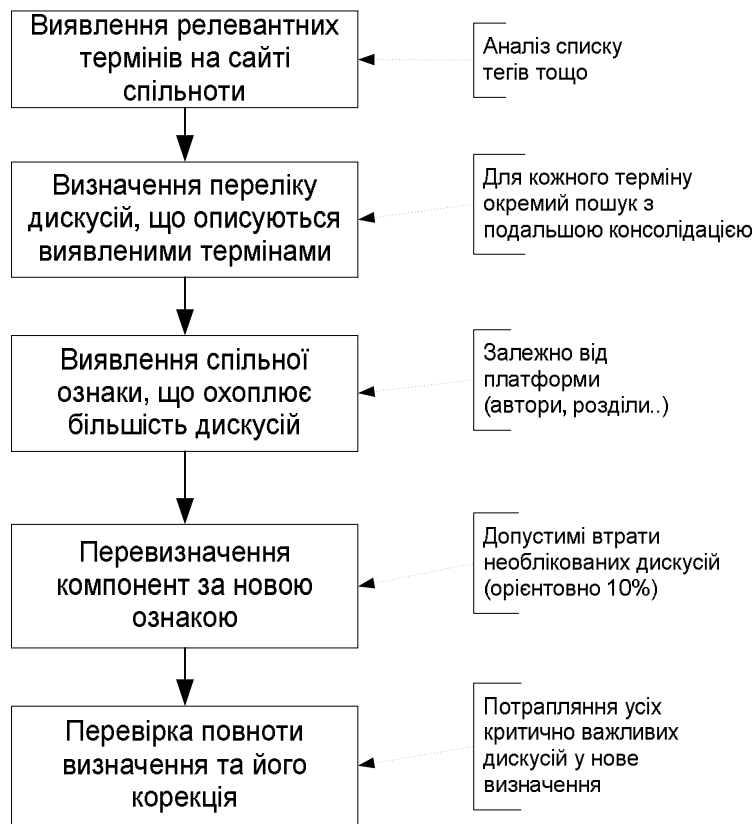 Виявлення релевантних
термінів на сайті
спільноти
Аналіз списку
тегів тощо
Визначення переліку
дискусій, що описуються
виявленими термінами
Для кожного терміну
окремий пошук з
подальшою консолідацією
Виявлення спільної
ознаки, що охоплює
більшість дискусій
Залежно від
платформи
(автори, розділи..)
Перевизначення
компонент за новою
ознакою
Допустимі втрати
необлікованих дискусій
(орієнтовно 10%)
Перевірка повноти
визначення та його
корекція
Потрапляння усіх
критично важливих
дискусій у нове
визначення